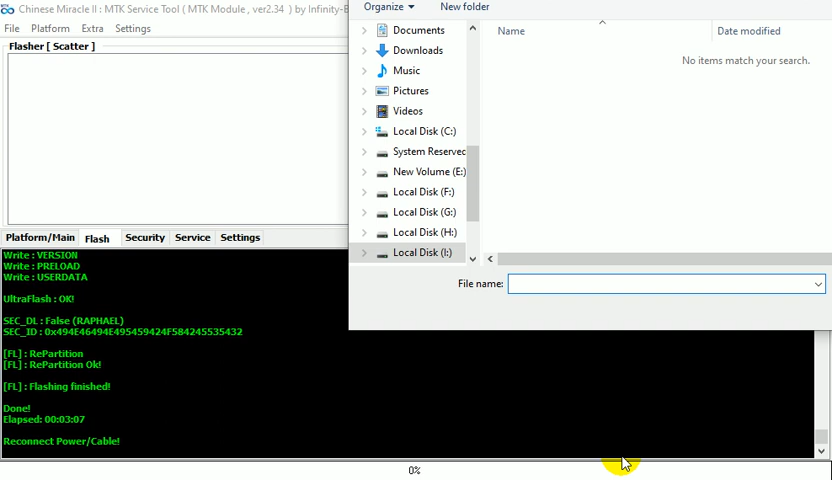 Chinese Miracle II : MTK Service Tool ( MTK Module , ver2.34 ) by Infinity-B
File Platform Extra Settings
Flasher [ Scatter ]
Organize New folder
Documents
Downloads
Music
Pictures
Videos
Local Disk (C:)
System Reserved
New Volume (E:)
Local Disk (F:)
Local Disk (G:)
Local Disk (H:)
Local Disk (I:)
Name Date modified
No items match your search.
File name:
Platform/Main Flash Security Service Settings
Write : VERSION
Write : PRELOAD
Write : USERDATA
UltraFlash : OK!
SEC_DL : False (RAPHAEL)
SEC_ID : 0x494E46494E495459424F584245535432
[FL] : RePartition
[FL] : RePartition Ok!
[FL] : Flashing finished!
Done!
Elapsed: 00:03:07
Reconnect Power/Cable!
0%